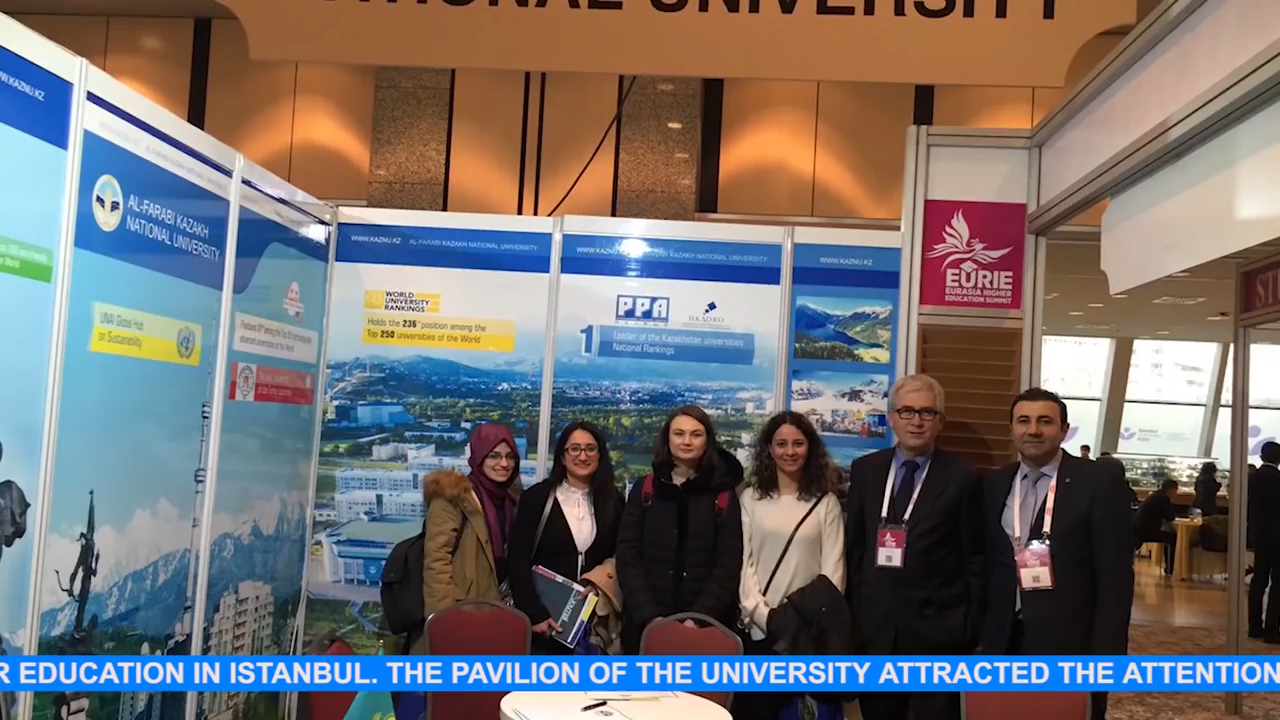 NATIONAL UNIVERSITY
WWW.KAZNU.KZ
AL-FARABI KAZAKH
NATIONAL UNIVERSITY
UNAI Global Hub
on Sustainability
WWW.KAZNU.KZ AL-FARABI KAZAKH NATIONAL UNIVERSITY
WORLD
UNIVERSITY
RANKINGS
Holds the 236th position among the
Top 250 universities of the World
WWW.KAZNU.KZ AL-FARABI KAZAKH NATIONAL UNIVERSITY
PPA
1 Leader of the Kazakhstan universities
National Rankings
WWW.KAZNU.KZ
EURIE
EURASIA HIGHER
EDUCATION SUMMIT
ST
R EDUCATION IN ISTANBUL. THE PAVILION OF THE UNIVERSITY ATTRACTED THE ATTENTION